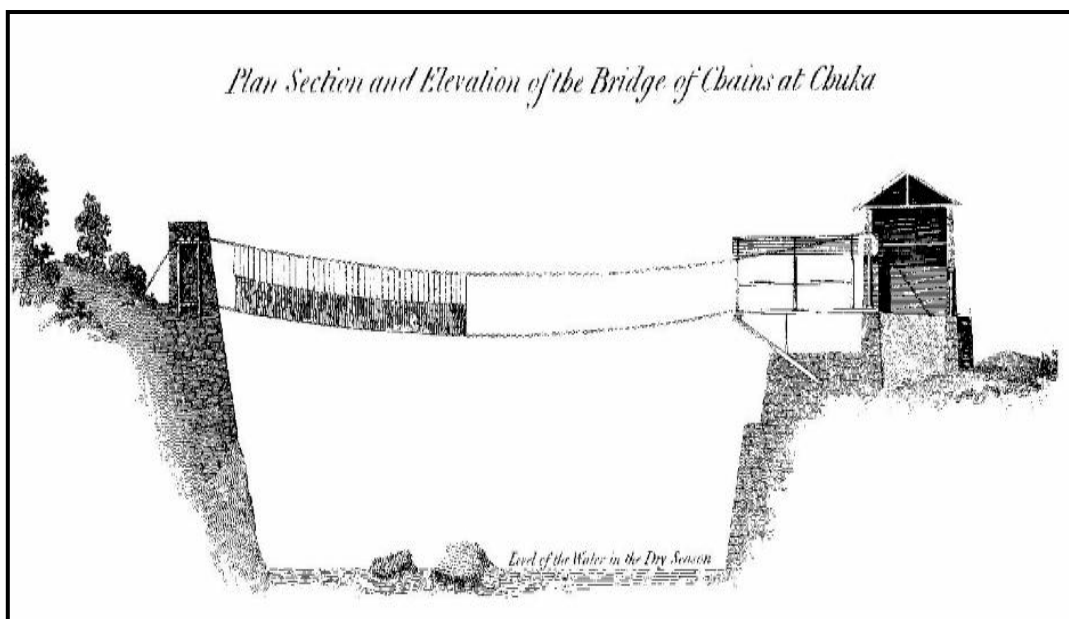 Plan Section and Elevation of the Bridge of Chains at Chuka
Level of the Water in the Dry Season